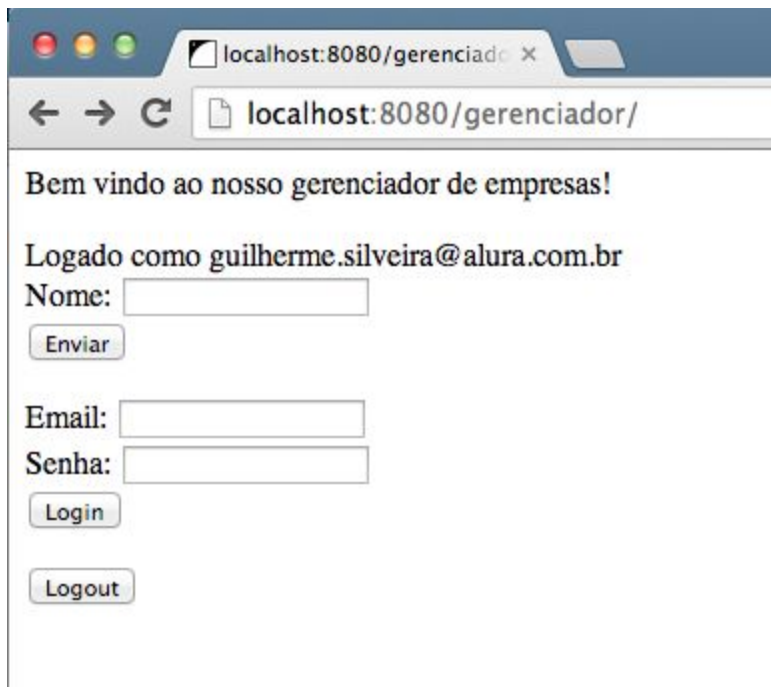 localhost:8080/gerenciado
localhost:8080/gerenciador/
Bem vindo ao nosso gerenciador de empresas!
Logado como guilherme.silveira@alura.com.br
Nome:
Enviar
Email:
Senha:
Login
Logout